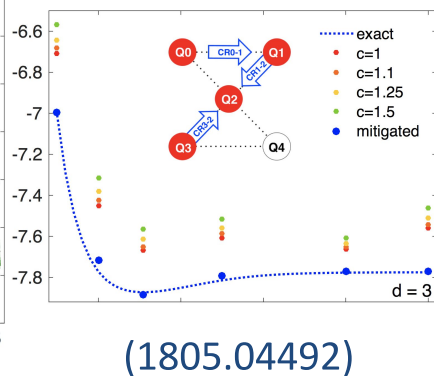 -6.6
-6.8
-7
-7.2
-7.4
-7.6
-7.8
Q0
CR0-1
Q1
CR1-2
Q2
CR3-2
Q3
Q4
exact
c=1
c=1.1
c=1.25
c=1.5
mitigated
d = 3
(1805.04492)